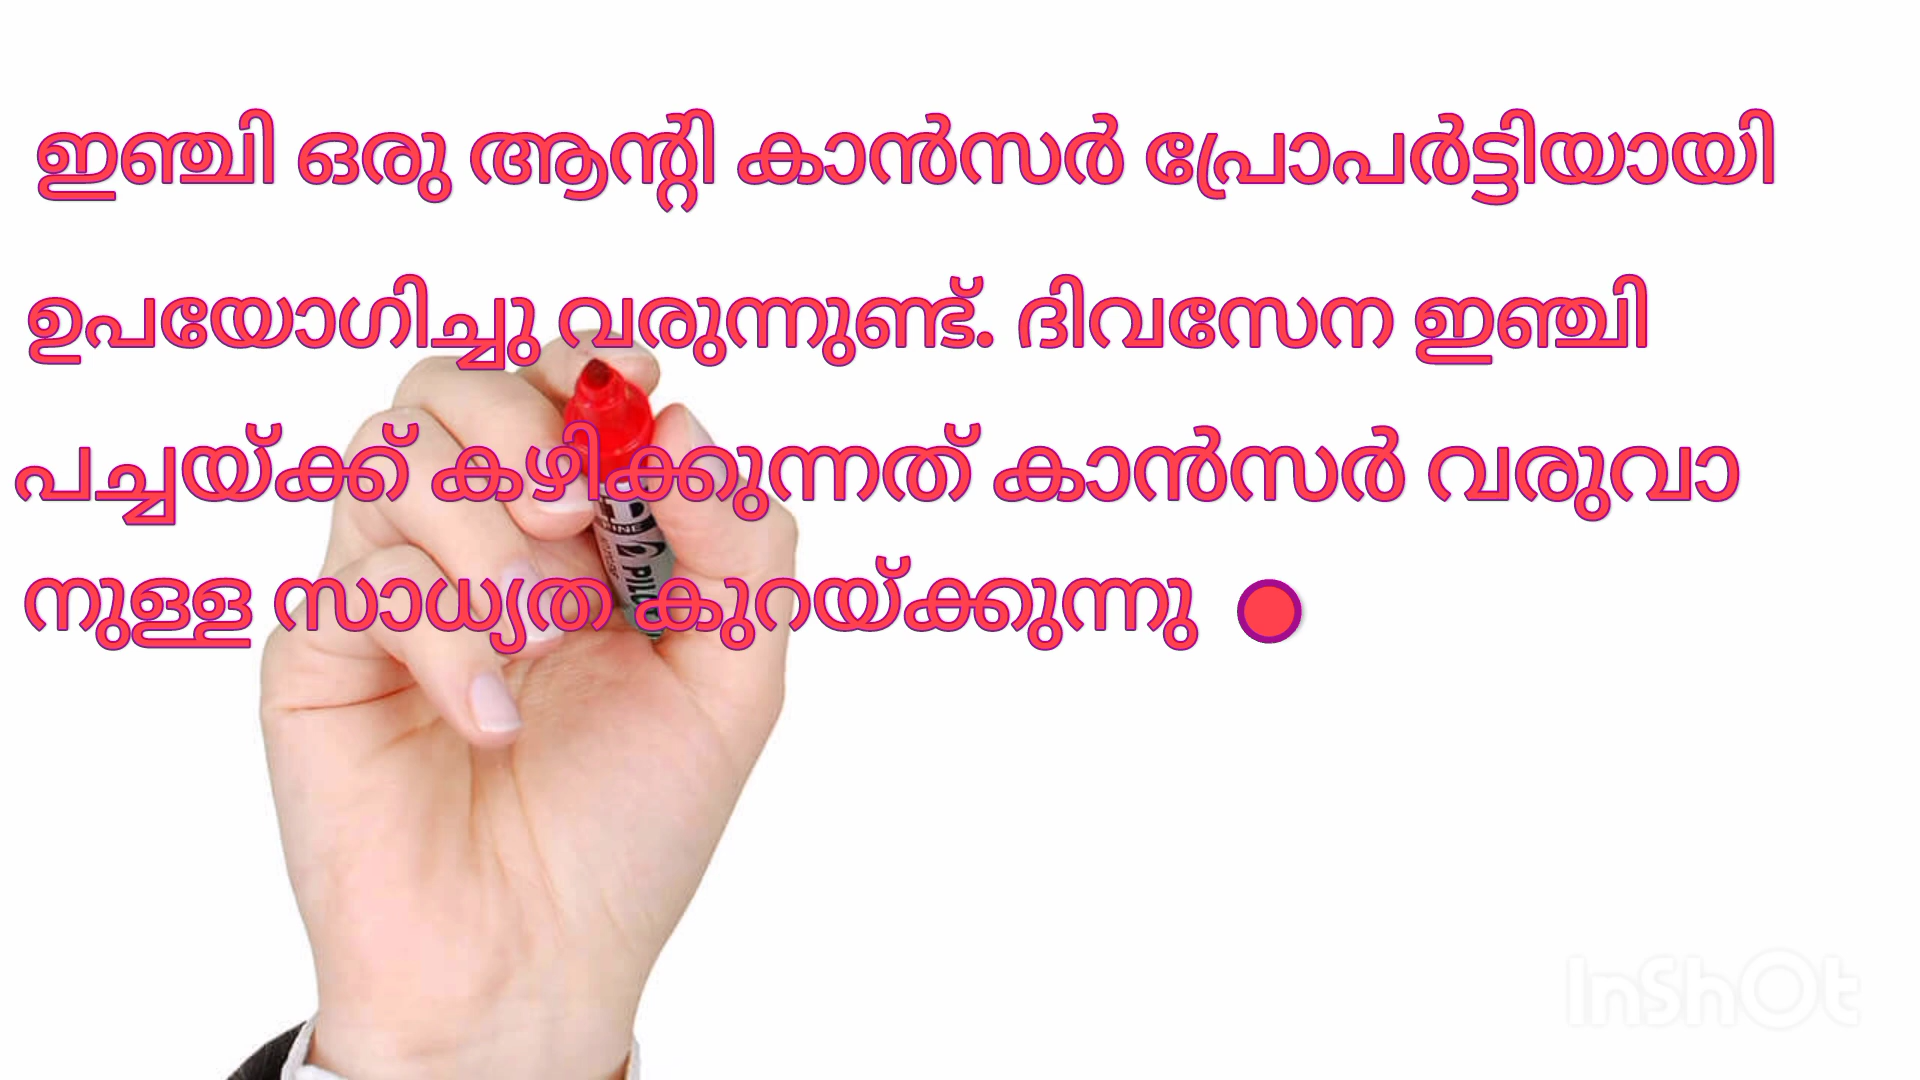 ഇഞ്ചി ഒരു ആന്റി കാൻസർ പ്രോപർട്ടിയായി
ഉപയോഗിച്ചു വരുന്നുണ്ട്. ദിവസേന ഇഞ്ചി
പച്ചയ്ക്ക് കഴിക്കുന്നത് കാൻസർ വരുവാ
നുള്ള സാധ്യത കുറയ്ക്കുന്നു
InShOt